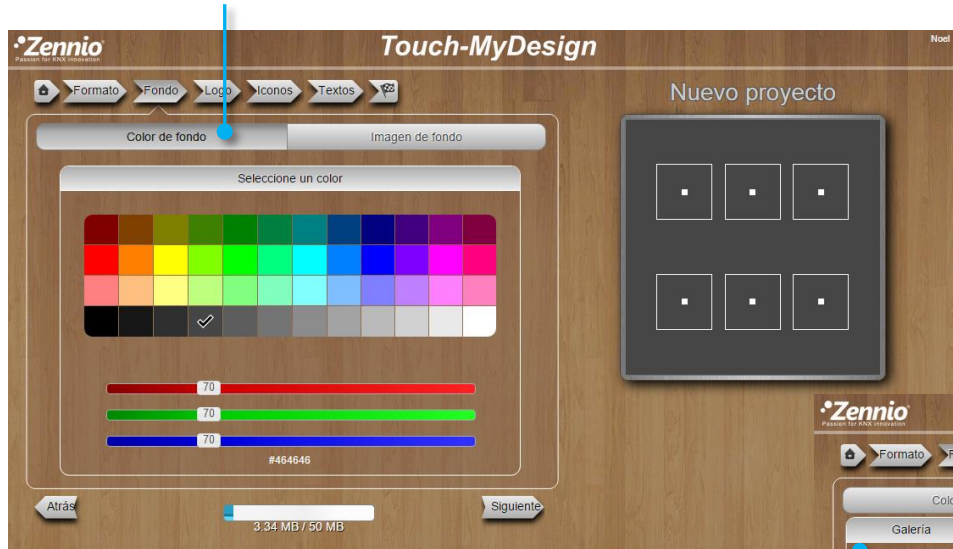 Zennio
Passion for KNX innovation
Touch-MyDesign
Noel
Formato
Fondo
Logo
Iconos
Textos
Nuevo proyecto
Color de fondo
Imagen de fondo
Seleccione un color
70
70
70
#464646
Atrás
3.34 MB / 50 MB
Siguiente
Zennio
Passion for KNX innovation
Formato
Galería